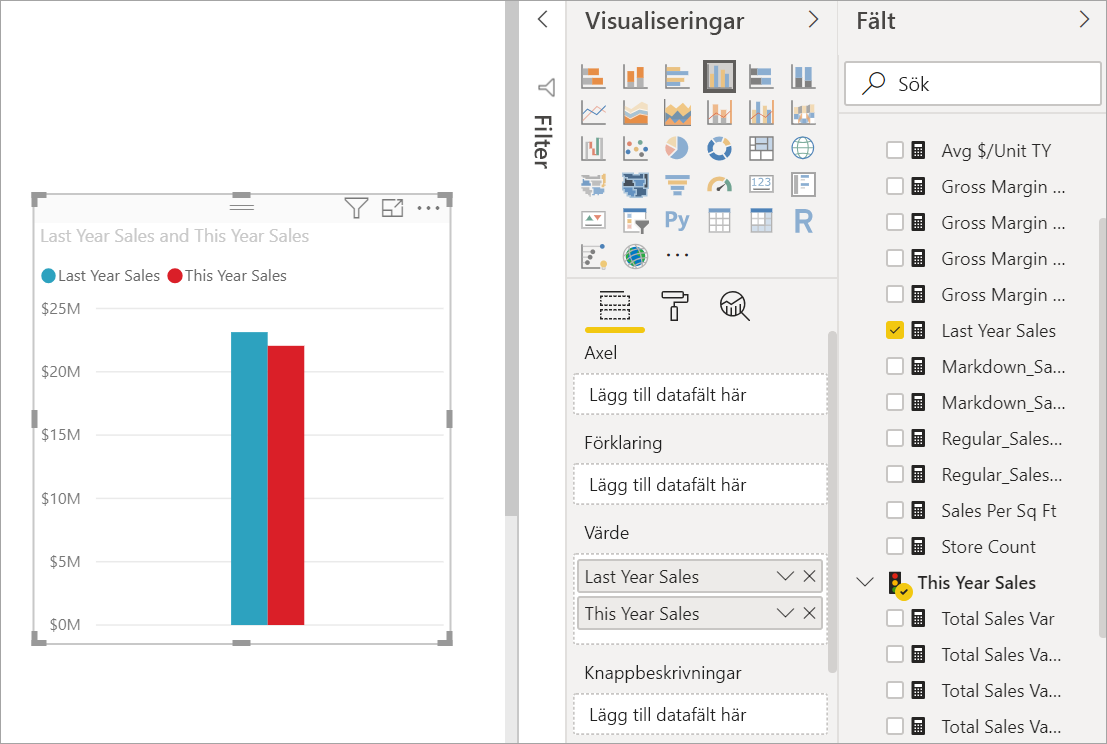 Last Year Sales and This Year Sales
Last Year Sales This Year Sales
$25M
$20M
$15M
$10M
$5M
$0M
Filter
Visualiseringar
123
Py
R
Axel
Lägg till datafält här
Förklaring
Lägg till datafält här
Värde
Last Year Sales
This Year Sales
Knappbeskrivningar
Lägg till datafält här
Fält
Sök
Avg $/Unit TY
Gross Margin ...
Gross Margin ...
Gross Margin ...
Gross Margin ...
Last Year Sales
Markdown_Sa...
Markdown_Sa...
Regular_Sales...
Regular_Sales...
Sales Per Sq Ft
Store Count
This Year Sales
Total Sales Var
Total Sales Va...
Total Sales Va...
Total Sales Va...